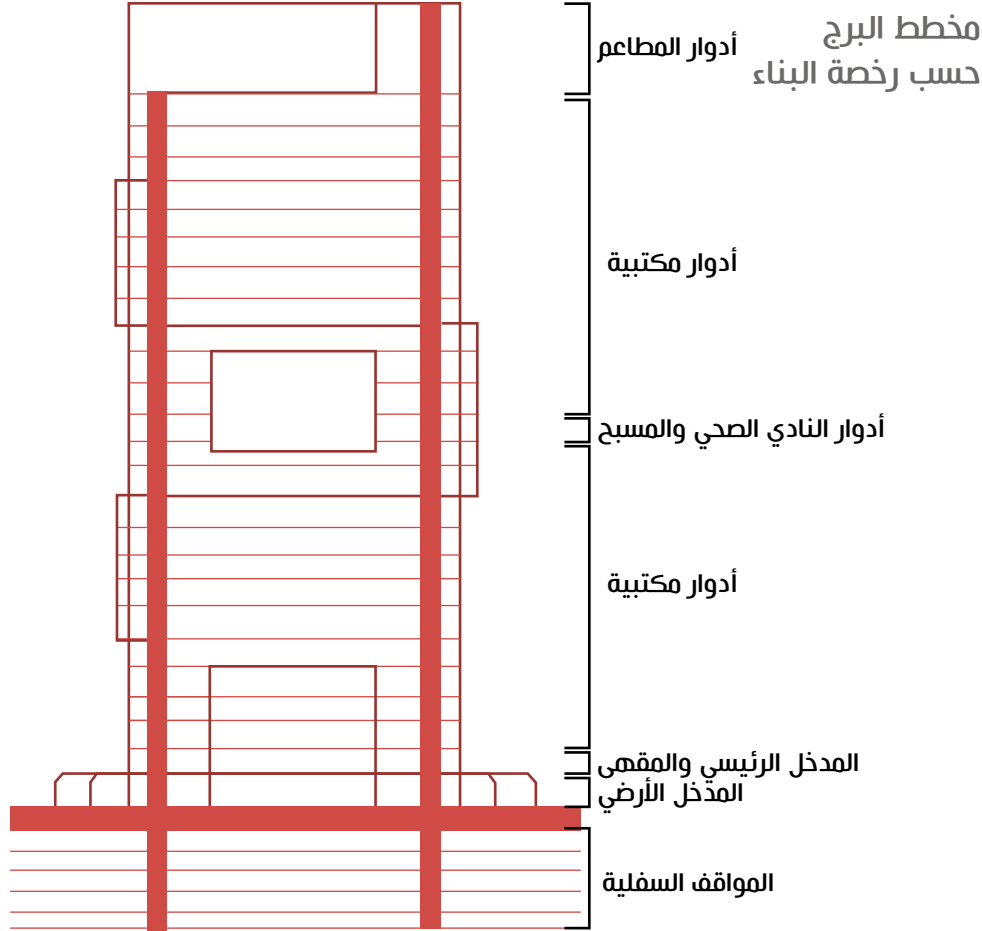 مخطط البرج
حسب رخصة البناء
أدوار المطاعم
أدوار مكتبية
أدوار النادي الصحي والمسبح
أدوار مكتبية
المدخل الرئيسي والمقهى
المدخل الأرضي
المواقف السفلية